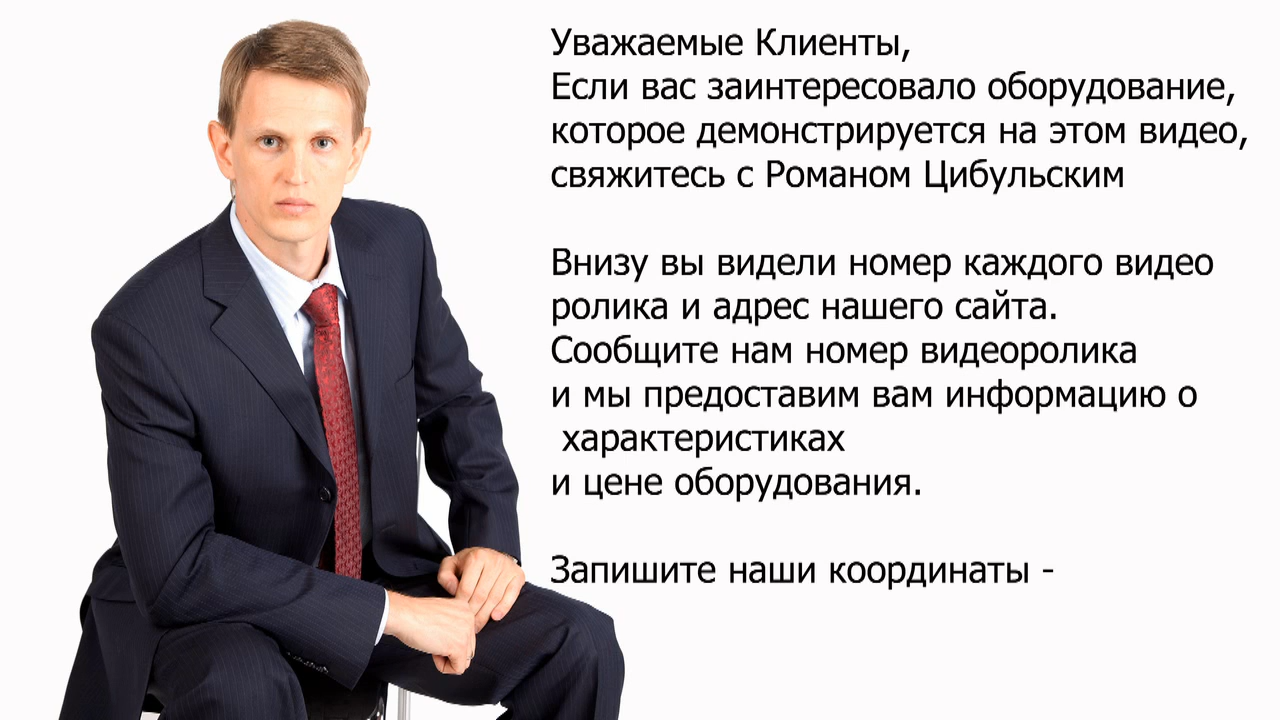 Уважаемые Клиенты,
Если вас заинтересовало оборудование,
которое демонстрируется на этом видео,
свяжитесь с Романом Цибульским
Внизу вы видели номер каждого видео
ролика и адрес нашего сайта.
Сообщите нам номер видеоролика
и мы предоставим вам информацию о
характеристиках
и цене оборудования.
Запишите наши координаты -